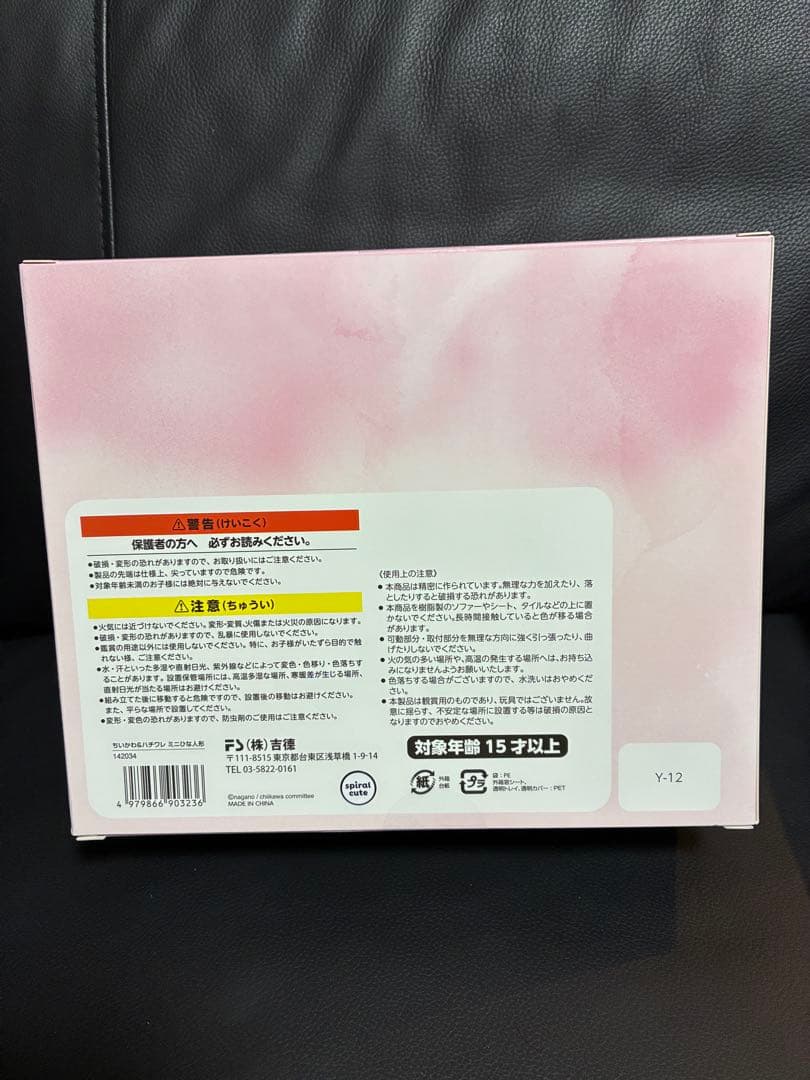 ⚠警告(けいこく)
保護者の方へ 必ずお読みください。
●破損・変形の恐れがありますので、お取り扱いにはご注意ください。
●製品の先端は仕様上、尖っていますので危険です。
●対象年齢未満のお子様には絶対に与えないでください。
⚠注意(ちゅうい)
●火気には近づけないでください。変形・変質、火傷または火災の原因になります。
●破損・変形の恐れがありますので、乱暴に使用しないでください。
●鑑賞の用途以外には使用しないでください。特に、お子様がいたずら目的で触
れない様、ご注意ください。
●水・汗といった多湿や直射日光、紫外線などによって変色・色移り・色落ちす
ることがあります。設置保管場所には、高温多湿な場所、寒暖差が生じる場所、
直射日光が当たる場所はお避けください。
●組み立てた後に移動すると危険ですので、設置後の移動はお避けください。
また、平らな場所で設置してください。
●変形・変色の恐れがありますので、防虫剤のご使用はご注意ください。
《使用上の注意》
●本商品は精密に作られています。無理な力を加えたり、落
としたりすると破損する恐れがあります。
●本商品を樹脂製のソファーやシート、タイルなどの上に置
かないでください。長時間接触していると色が移る場合
があります。
●可動部分・取付部分を無理な方向に強く引っ張ったり、曲
げたりしないでください。
●火の気の多い場所や、高温の発生する場所へは、お持ち込
みになりませんようお願いいたします。
●色落ちする場合がございますので、水洗いはおやめくだ
さい。
●本製品は観賞用のものであり、玩具ではございません。故
意に揺らす、不安定な場所に設置する等は破損の原因と
なりますのでおやめください。
ちいかわ&ハチワレ ミニひな人形
142034
4 979866 903236
(株)吉徳
〒111-8515 東京都台東区浅草橋 1-9-14
TEL 03-5822-0161
©nagano / chiikawa committee
MADE IN CHINA
spiral
cute
対象年齢 15 才以上
紙
外箱
台紙
プラ
袋:PE
外箱窓シート、
透明トレイ、透明カバー:PET
Y-12